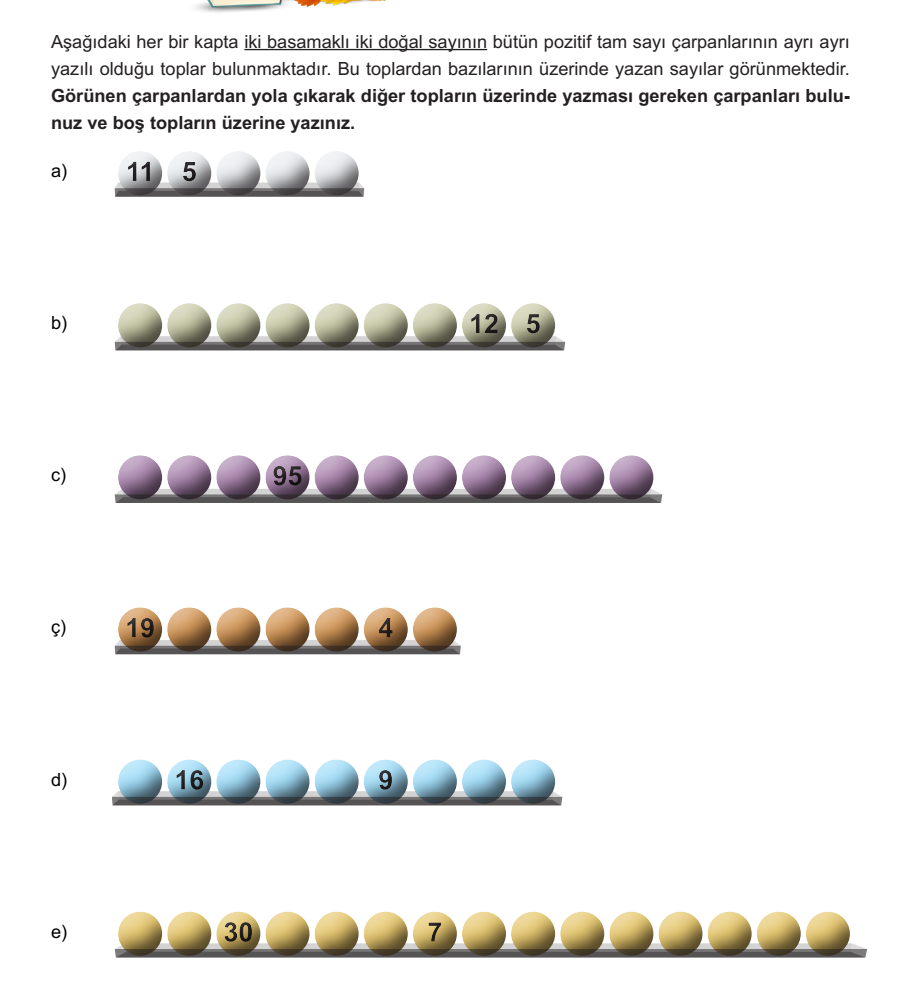 Aşağıdaki her bir kapta iki basamaklı iki doğal sayının bütün pozitif tam sayı çarpanlarının ayrı ayrı
yazılı olduğu toplar bulunmaktadır. Bu toplardan bazılarının üzerinde yazan sayılar görünmektedir.
Görünen çarpanlardan yola çıkarak diğer topların üzerinde yazması gereken çarpanları bulu-
nuz ve boş topların üzerine yazınız.
a) 11 5
b) 12 5
c) 95
ç) 19 4
d) 16 9
e) 30 7